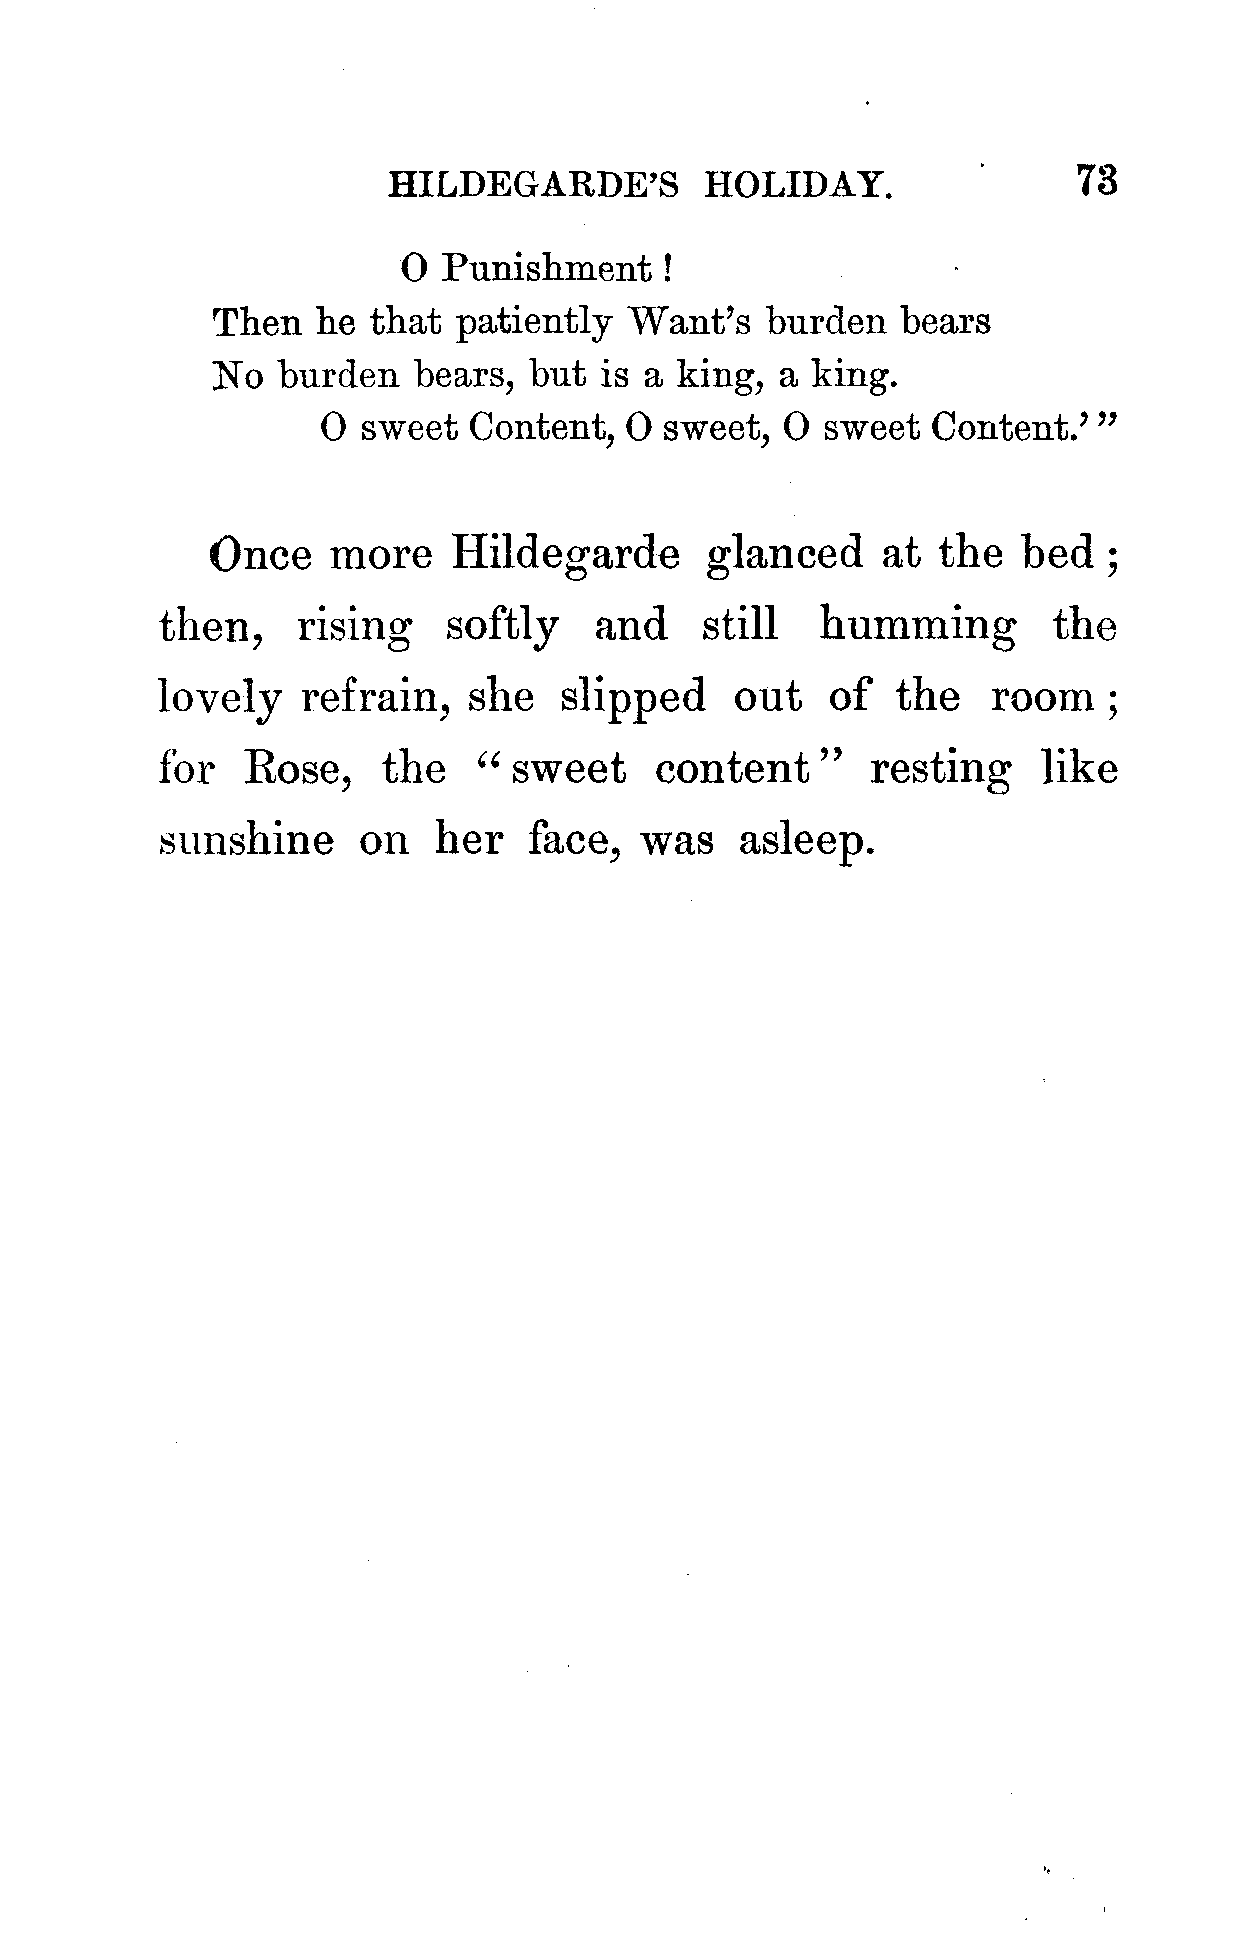 HILDEGARDE'S HOLIDAY. 73
O Punishment !
Then he that patiently Want's burden bears
No burden bears, but is a king, a king.
O sweet Content, O sweet, O sweet Content.' "
Once more Hildegarde glanced at the bed ;
then, rising softly and still humming the
lovely refrain, she slipped out of the room ;
for Rose, the " sweet content " resting like
sunshine on her face, was asleep.